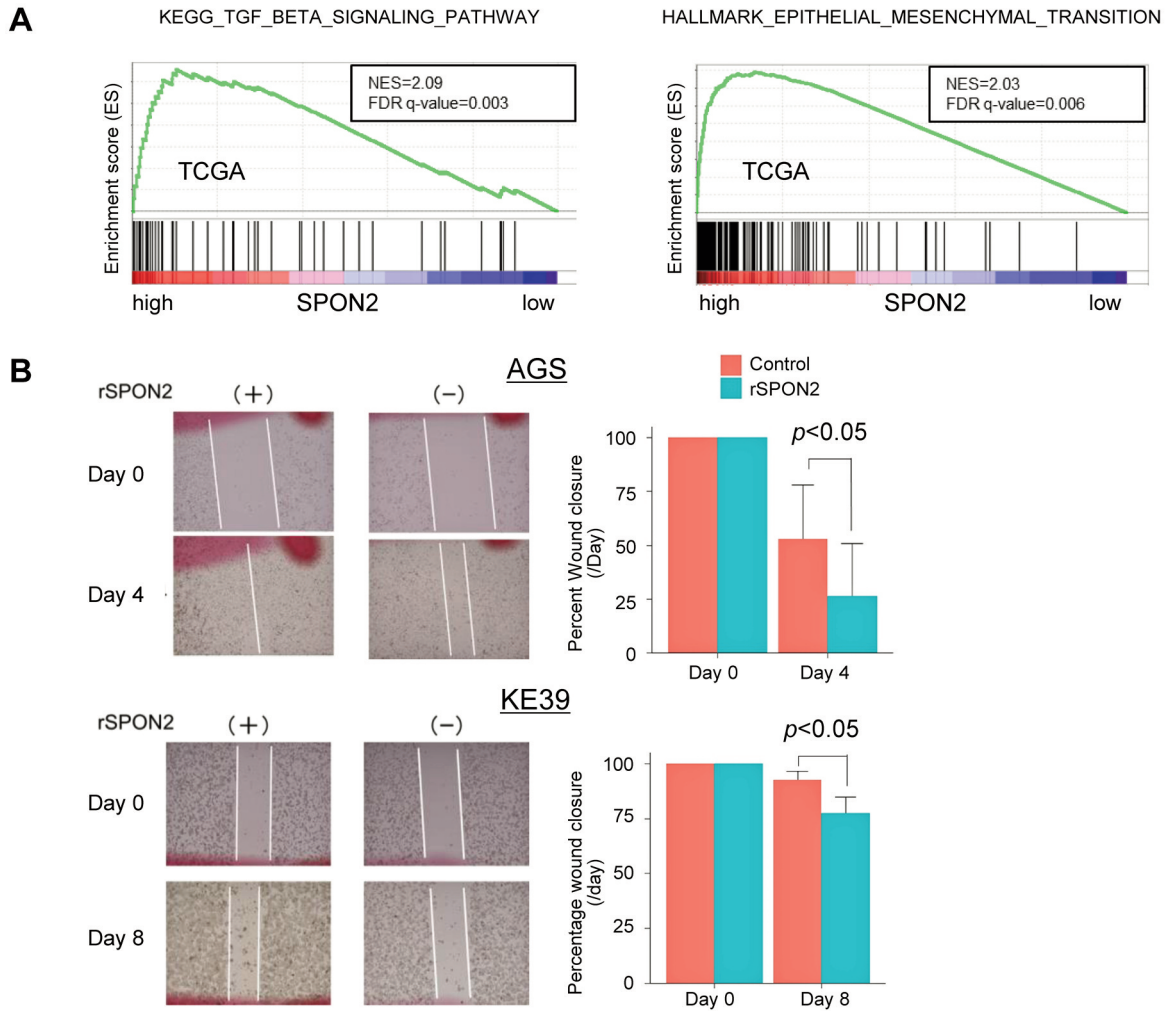 A
KEGG_TGF_BETA_SIGNALING_PATHWAY
Enrichment score (ES)
NES=2.09
FDR q-value=0.003
TCGA
high SPON2 low
HALLMARK_EPITHELIAL_MESENCHYMAL_TRANSITION
Enrichment score (ES)
NES=2.03
FDR q-value=0.006
TCGA
high SPON2 low
B
AGS
rSPON2 (+) (-)
Day 0
Day 4
Control
rSPON2
Percent Wound closure
(/Day)
100
75
50
25
0
p<0.05
Day 0 Day 4
KE39
rSPON2 (+) (-)
Day 0
Day 8
Percentage wound closure
(/day)
100
75
50
25
0
p<0.05
Day 0 Day 8